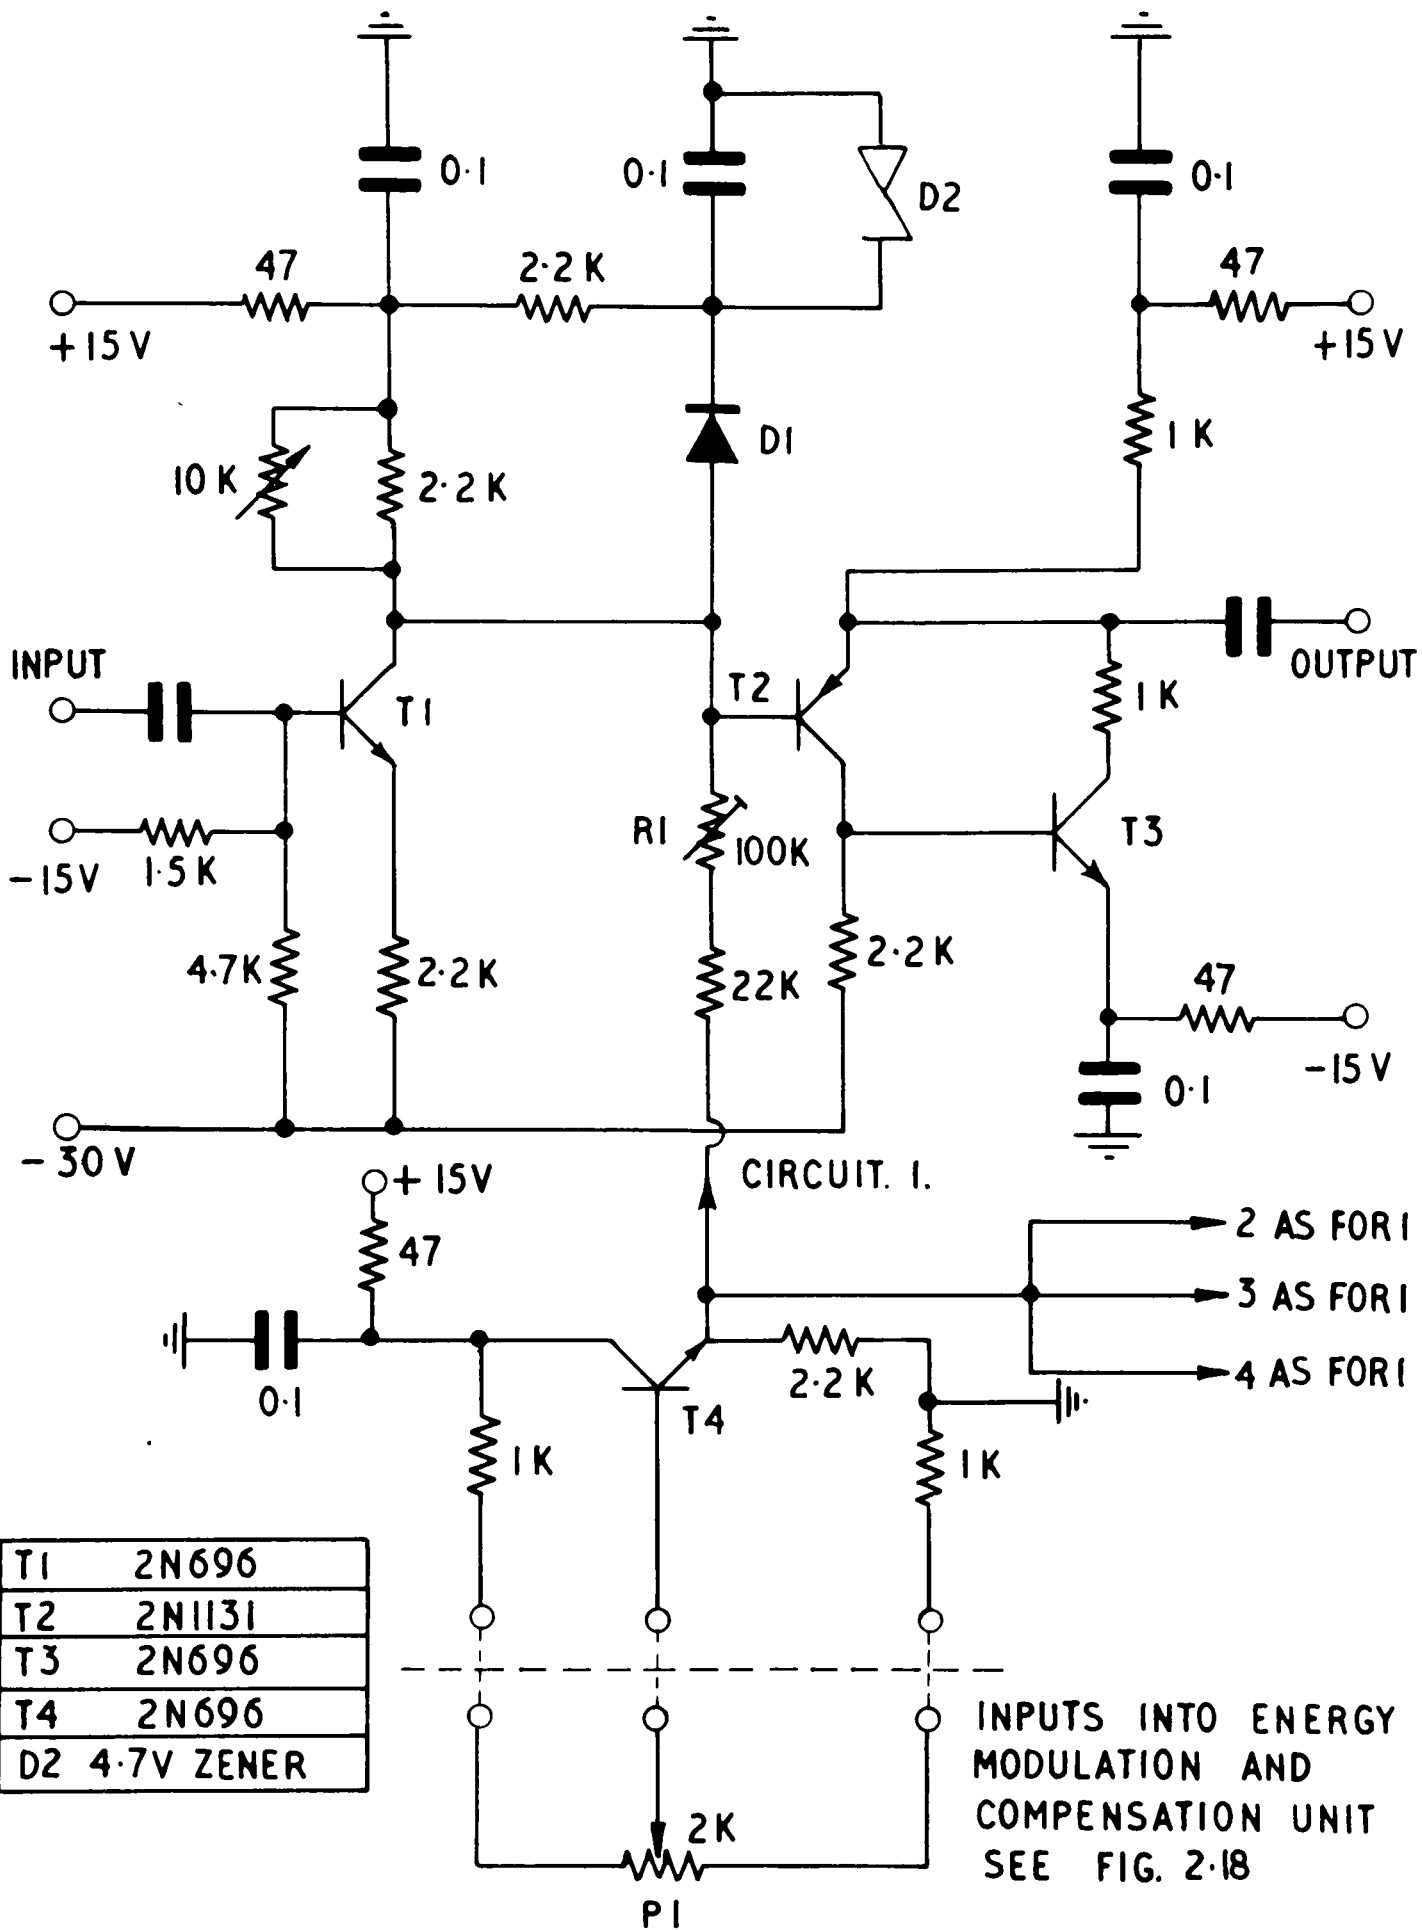 0·1
0·1
D2
0·1
47
2·2 K
47
+15 V
+15 V
10 K
2·2 K
D1
1 K
INPUT
T1
T2
1 K
OUTPUT
-15 V
1·5 K
R1
100K
T3
4.7K
2·2 K
22K
2·2 K
47
-15 V
0·1
-30 V
+ 15V
CIRCUIT. 1.
47
2 AS FOR 1
3 AS FOR 1
4 AS FOR 1
0·1
2·2 K
T4
1 K
1 K
T1 2N696
T2 2N1131
T3 2N696
T4 2N696
D2 4·7V ZENER
INPUTS INTO ENERGY
MODULATION AND
COMPENSATION UNIT
SEE FIG. 2·18
2K
P1